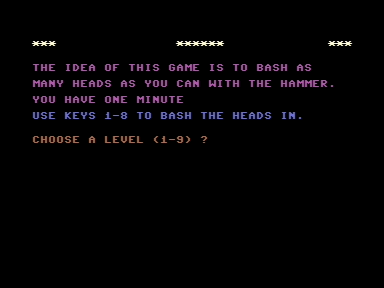 *** ****** ***
THE IDEA OF THIS GAME IS TO BASH AS
MANY HEADS AS YOU CAN WITH THE HAMMER.
YOU HAVE ONE MINUTE
USE KEYS 1-8 TO BASH THE HEADS IN.
CHOOSE A LEVEL (1-9) ?